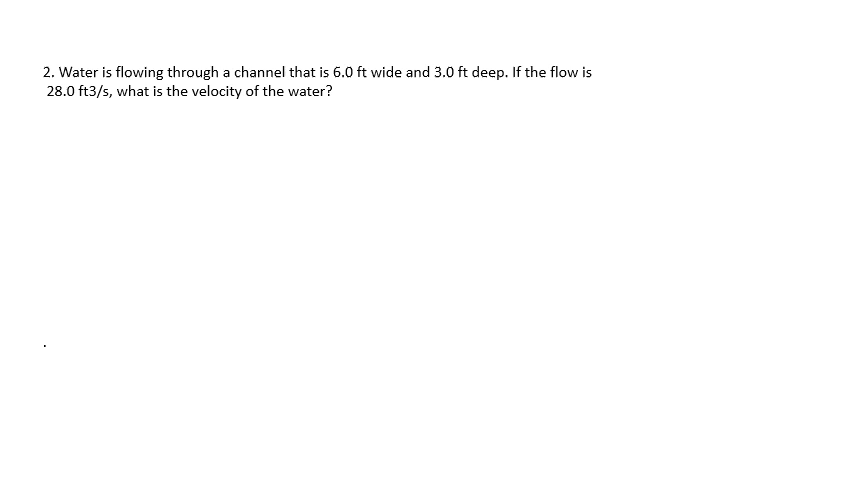 2. Water is flowing through a channel that is 6.0 ft wide and 3.0 ft deep. If the flow is
28.0 ft3/s, what is the velocity of the water?
.